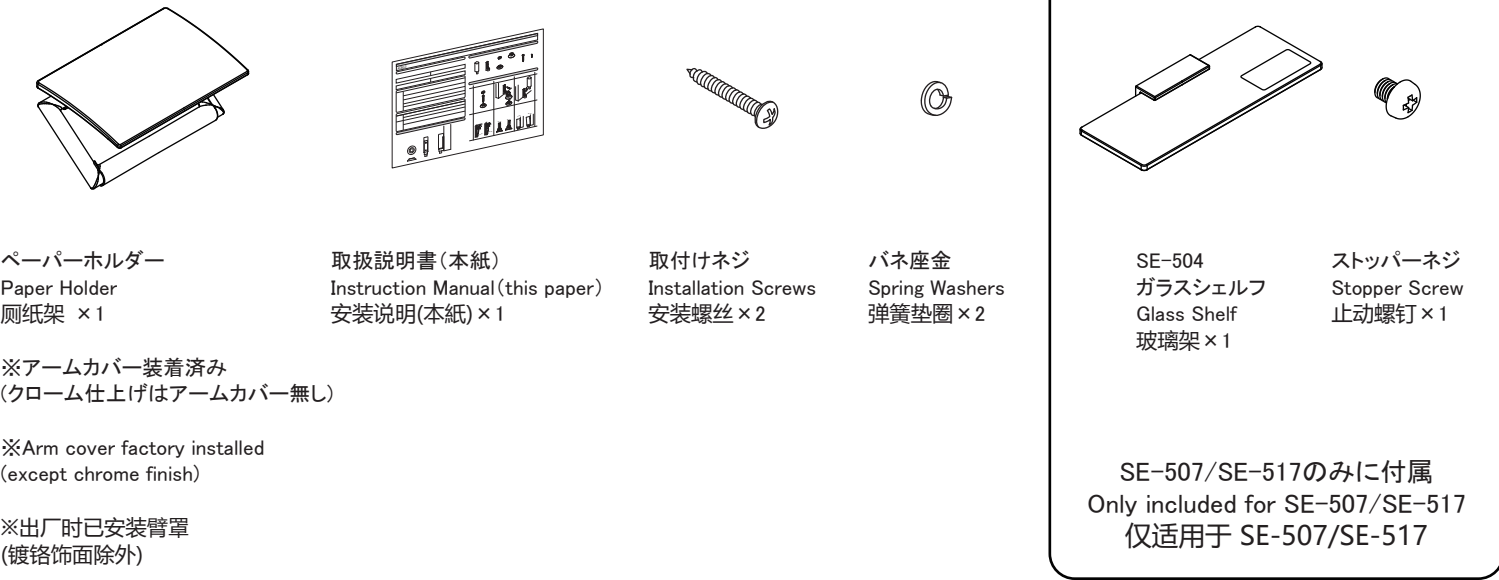 ペーパーホルダー
Paper Holder
厕纸架 ×1
取扱説明書(本紙)
Instruction Manual(this paper)
安装说明(本紙)×1
取付けネジ
Installation Screws
安装螺丝×2
バネ座金
Spring Washers
弹簧垫圈×2
SE-504
ガラスシェルフ
Glass Shelf
玻璃架×1
ストッパーネジ
Stopper Screw
止动螺钉×1
※アームカバー装着済み
(クローム仕上げはアームカバー無し)
※Arm cover factory installed
(except chrome finish)
※出厂时已安装臂罩
(镀铬饰面除外)
SE-507/SE-517のみに付属
Only included for SE-507/SE-517
仅适用于 SE-507/SE-517